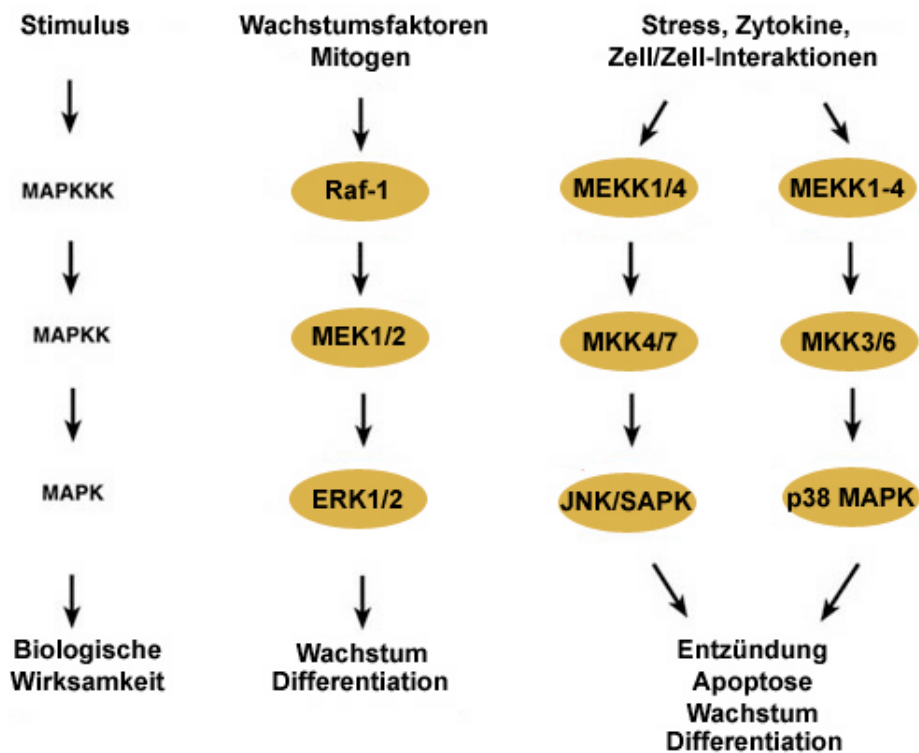 Stimulus
Wachstumsfaktoren
Mitogen
Stress, Zytokine,
Zell/Zell-Interaktionen
MAPKKK
Raf-1
MEKK1/4
MEKK1-4
MAPKK
MEK1/2
MKK4/7
MKK3/6
MAPK
ERK1/2
JNK/SAPK
p38 MAPK
Biologische
Wirksamkeit
Wachstum
Differentiation
Entzündung
Apoptose
Wachstum
Differentiation